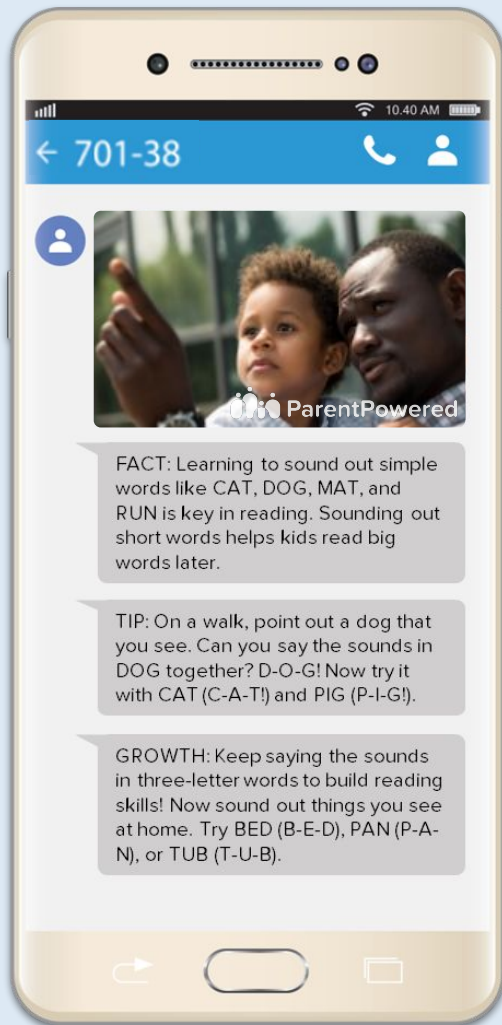 10.40 AM
701-38
ParentPowered
FACT: Learning to sound out simple
words like CAT, DOG, MAT, and
RUN is key in reading. Sounding out
short words helps kids read big
words later.
TIP: On a walk, point out a dog that
you see. Can you say the sounds in
DOG together? D-O-G! Now try it
with CAT (C-A-T!) and PIG (P-I-G!).
GROWTH: Keep saying the sounds
in three-letter words to build reading
skills! Now sound out things you see
at home. Try BED (B-E-D), PAN (P-A-
N), or TUB (T-U-B).